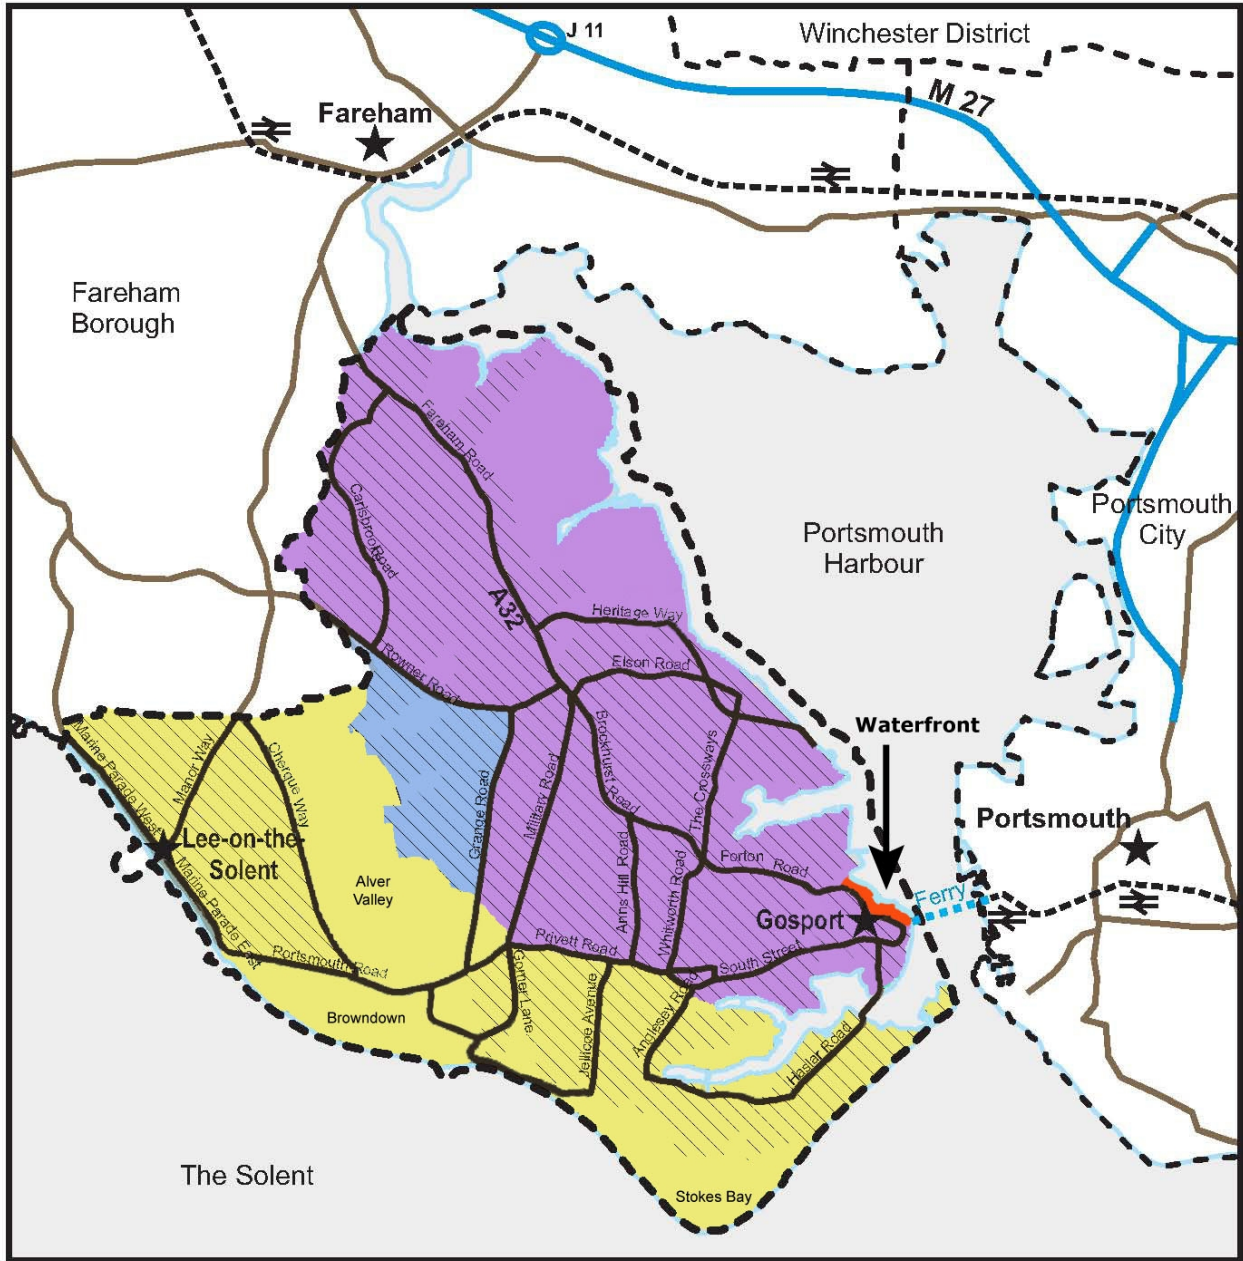 J 11
Winchester District
M 27
Fareham
Fareham
Borough
Portsmouth
City
Portsmouth
Harbour
Fareham Road
Carisbrooke Road
A32
Heritage Way
Elson Road
Rowner Road
Waterfront
Brockhurst Road
The Crossways
Military Road
Grange Road
Marine Parade West
Manor Way
Cherque Way
Lee-on-the-
Solent
Portsmouth
Anns Hill Road
Whitworth Road
Forton Road
Alver
Valley
Ferry
Gosport
Marine Parade East
Portsmouth Road
Privett Road
South Street
Gomer Lane
Jellicoe Avenue
Anglesey Road
Haslar Road
Browndown
The Solent
Stokes Bay